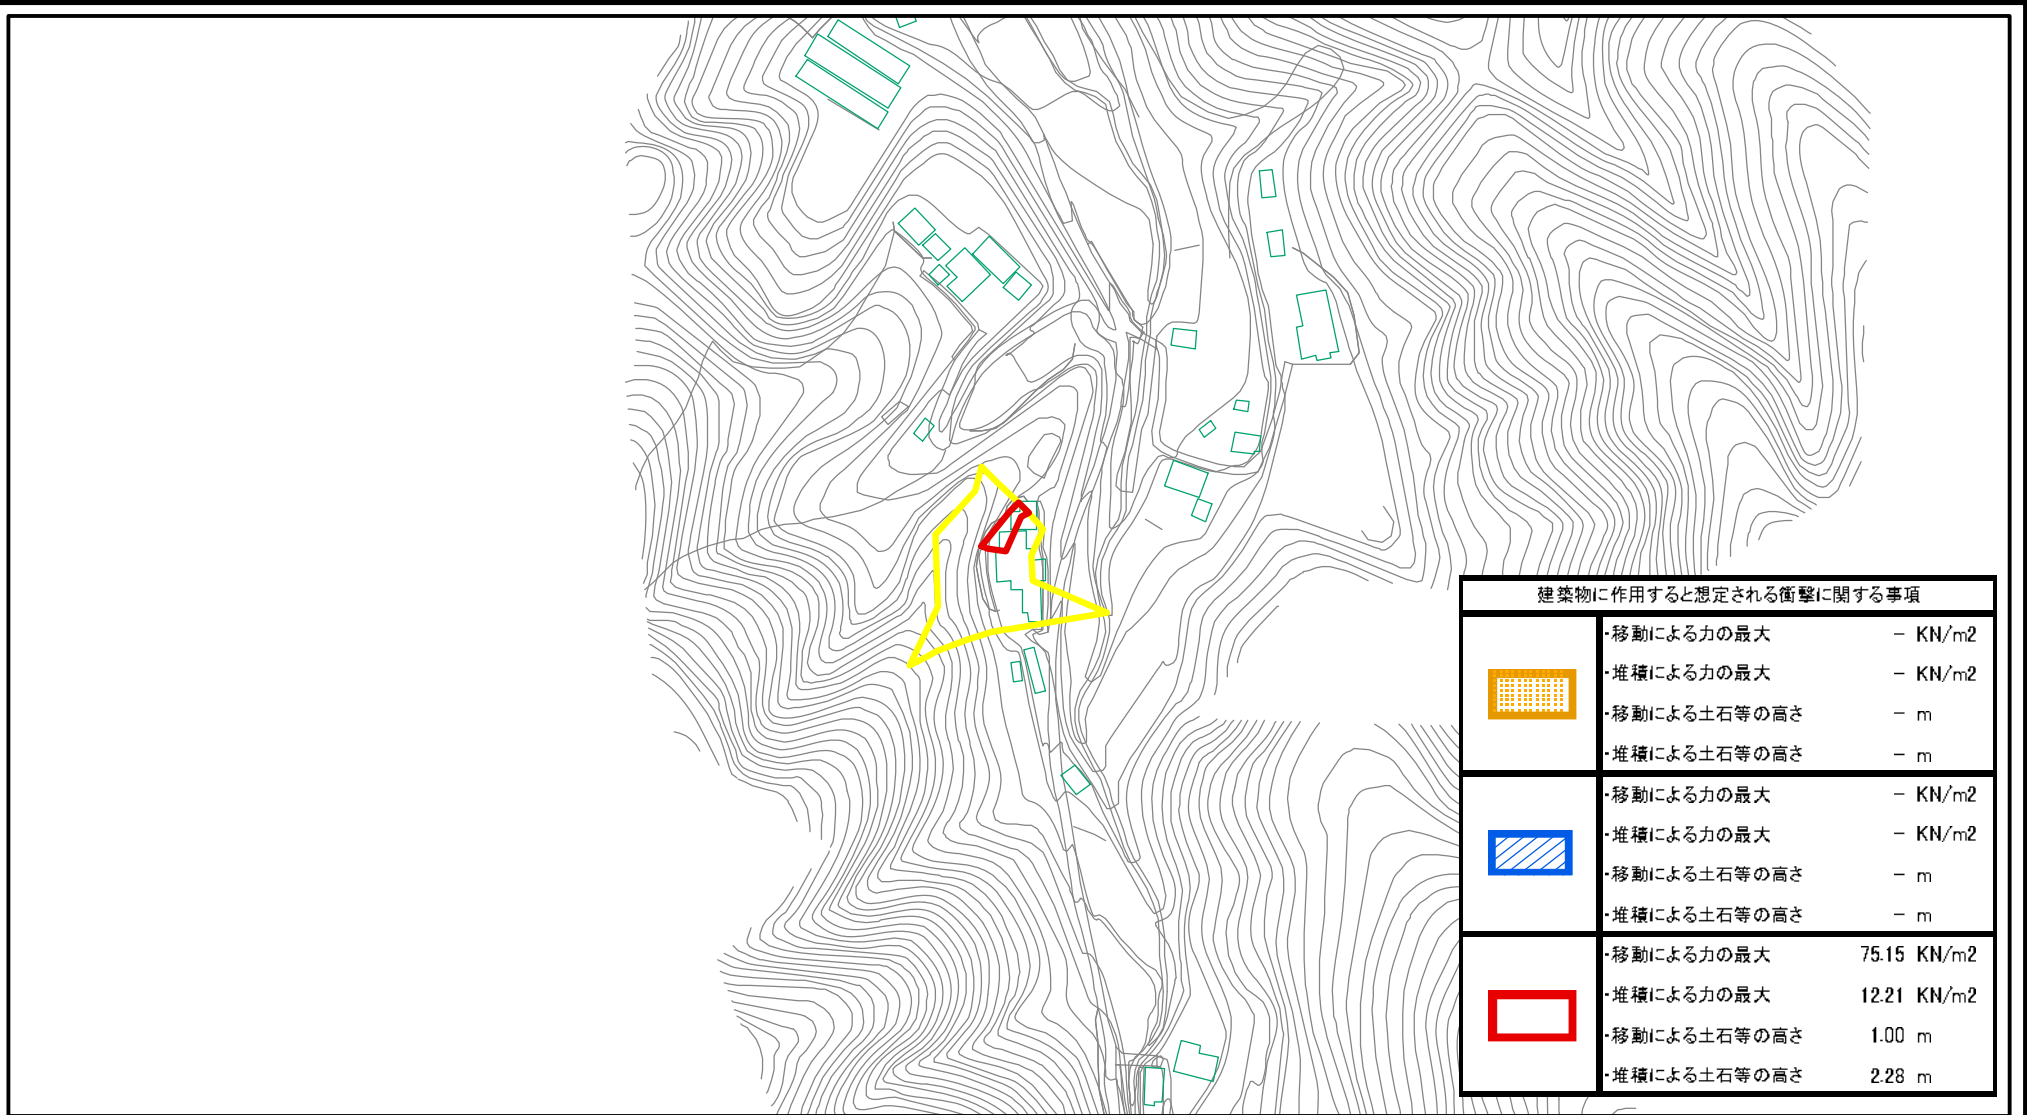 建築物に作用すると想定される衝撃に関する事項
・移動による力の最大 － KN/m2
・堆積による力の最大 － KN/m2
・移動による土石等の高さ － m
・堆積による土石等の高さ － m
・移動による力の最大 － KN/m2
・堆積による力の最大 － KN/m2
・移動による土石等の高さ － m
・堆積による土石等の高さ － m
・移動による力の最大 75.15 KN/m2
・堆積による力の最大 12.21 KN/m2
・移動による土石等の高さ 1.00 m
・堆積による土石等の高さ 2.28 m